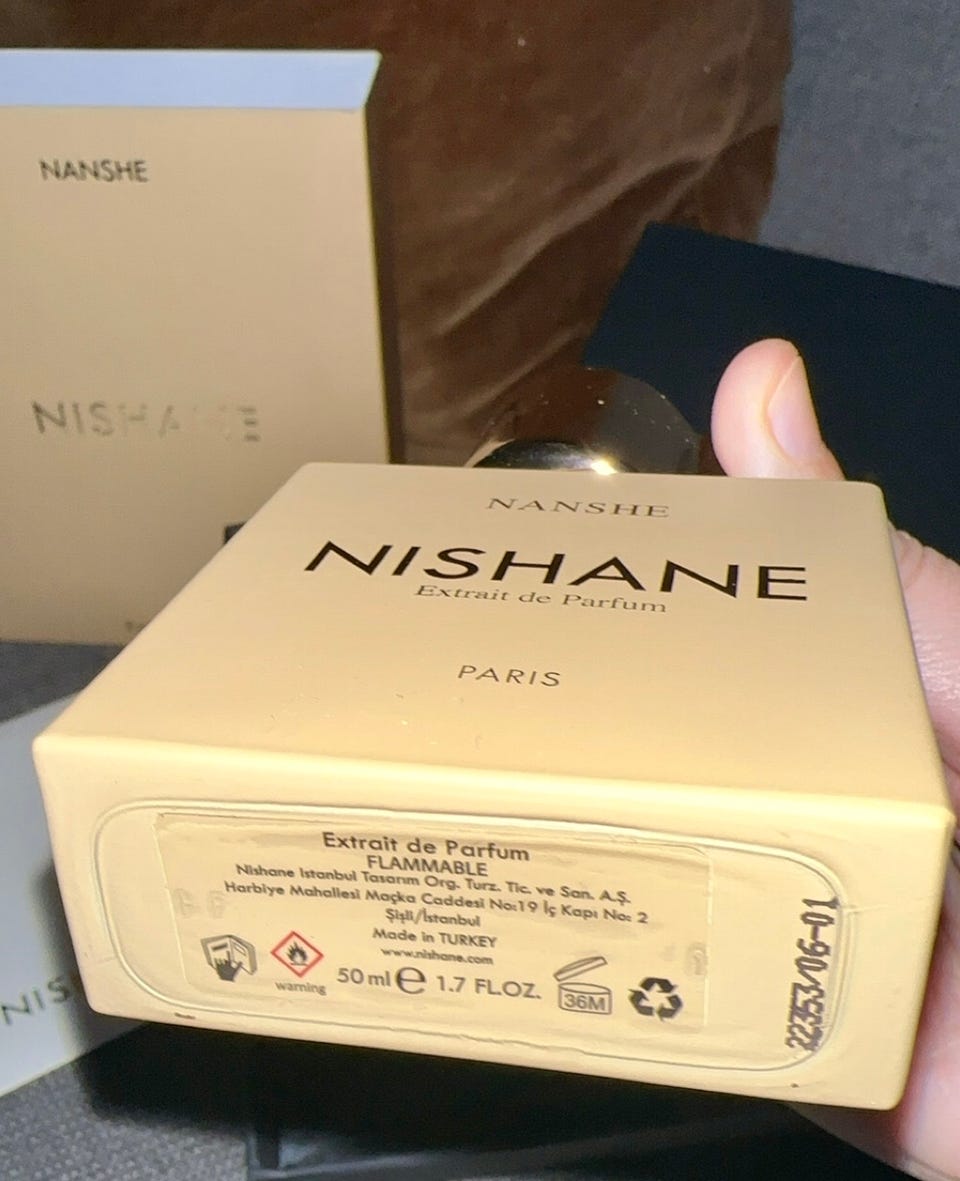 NANSHE
NISHANE
NANSHE
NISHANE
Extrait de Parfum
PARIS
Extrait de Parfum
FLAMMABLE
Nishane Istanbul Tasarım Org. Turz. Tic. ve San. A.Ş.
Harbiye Mahallesi Maçka Caddesi No:19 İç Kapı No: 2
Şişli/İstanbul
Made in TURKEY
www.nishane.com
warning
50 ml e 1.7 FL.OZ.
36M
22353/06-01
NIS